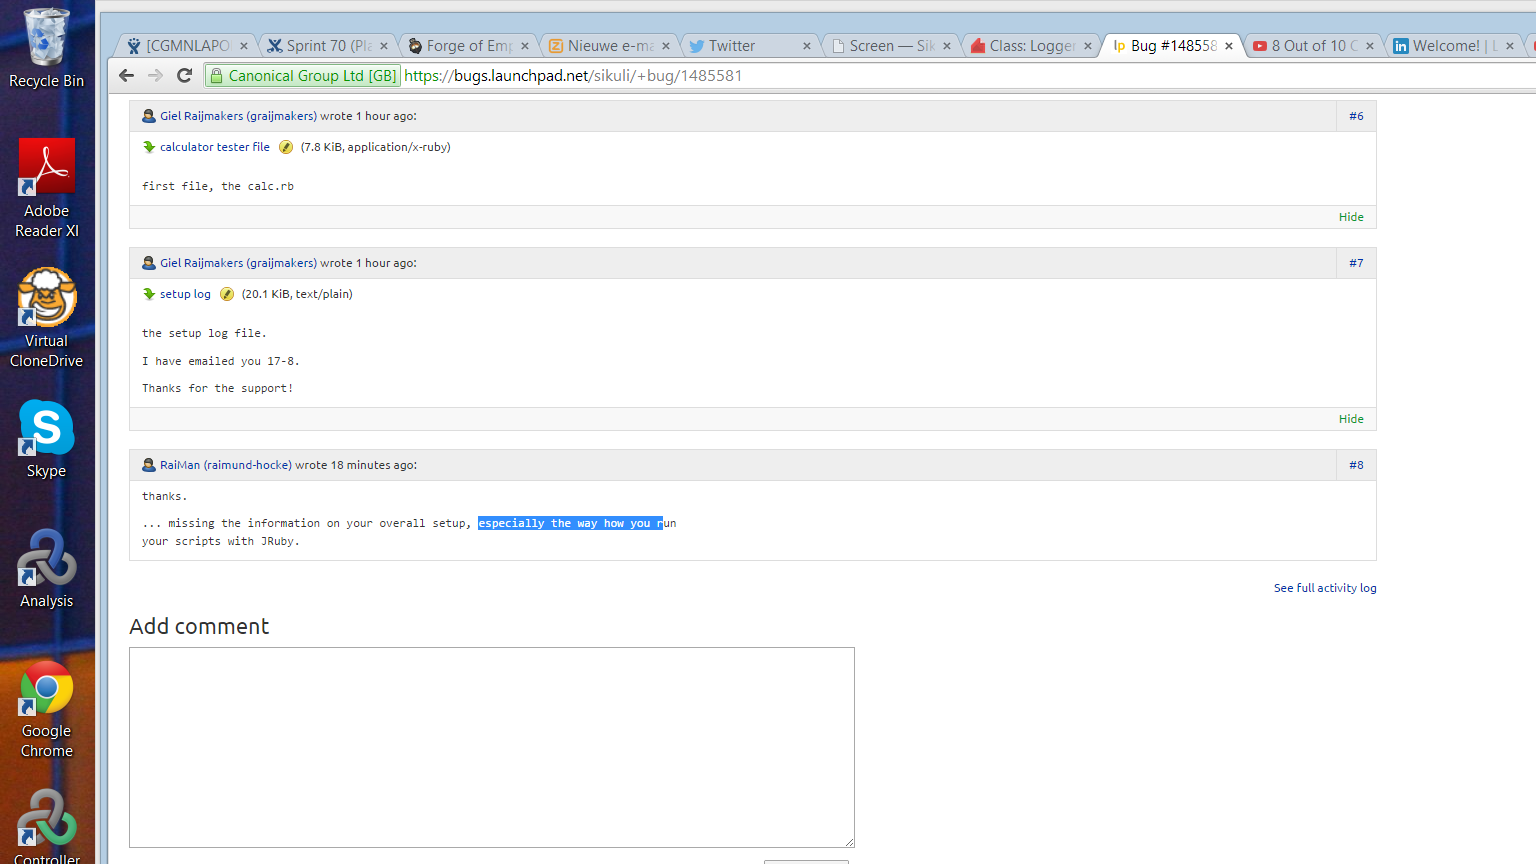 Recycle Bin
Adobe
Reader XI
Virtual
CloneDrive
Skype
Analysis
Google
Chrome
Controller
[CGMNLAPO
Sprint 70 (Pla
Forge of Emp
Nieuwe e-ma
Twitter
Screen — Sik
Class: Logger
lp Bug #148558
8 Out of 10 C
in Welcome! | L
Canonical Group Ltd [GB] https://bugs.launchpad.net/sikuli/+bug/1485581
Giel Raijmakers (graijmakers) wrote 1 hour ago: #6
calculator tester file (7.8 KiB, application/x-ruby)
first file, the calc.rb
Hide
Giel Raijmakers (graijmakers) wrote 1 hour ago: #7
setup log (20.1 KiB, text/plain)
the setup log file.
I have emailed you 17-8.
Thanks for the support!
Hide
RaiMan (raimund-hocke) wrote 18 minutes ago: #8
thanks.
... missing the information on your overall setup, especially the way how you run
your scripts with JRuby.
See full activity log
Add comment